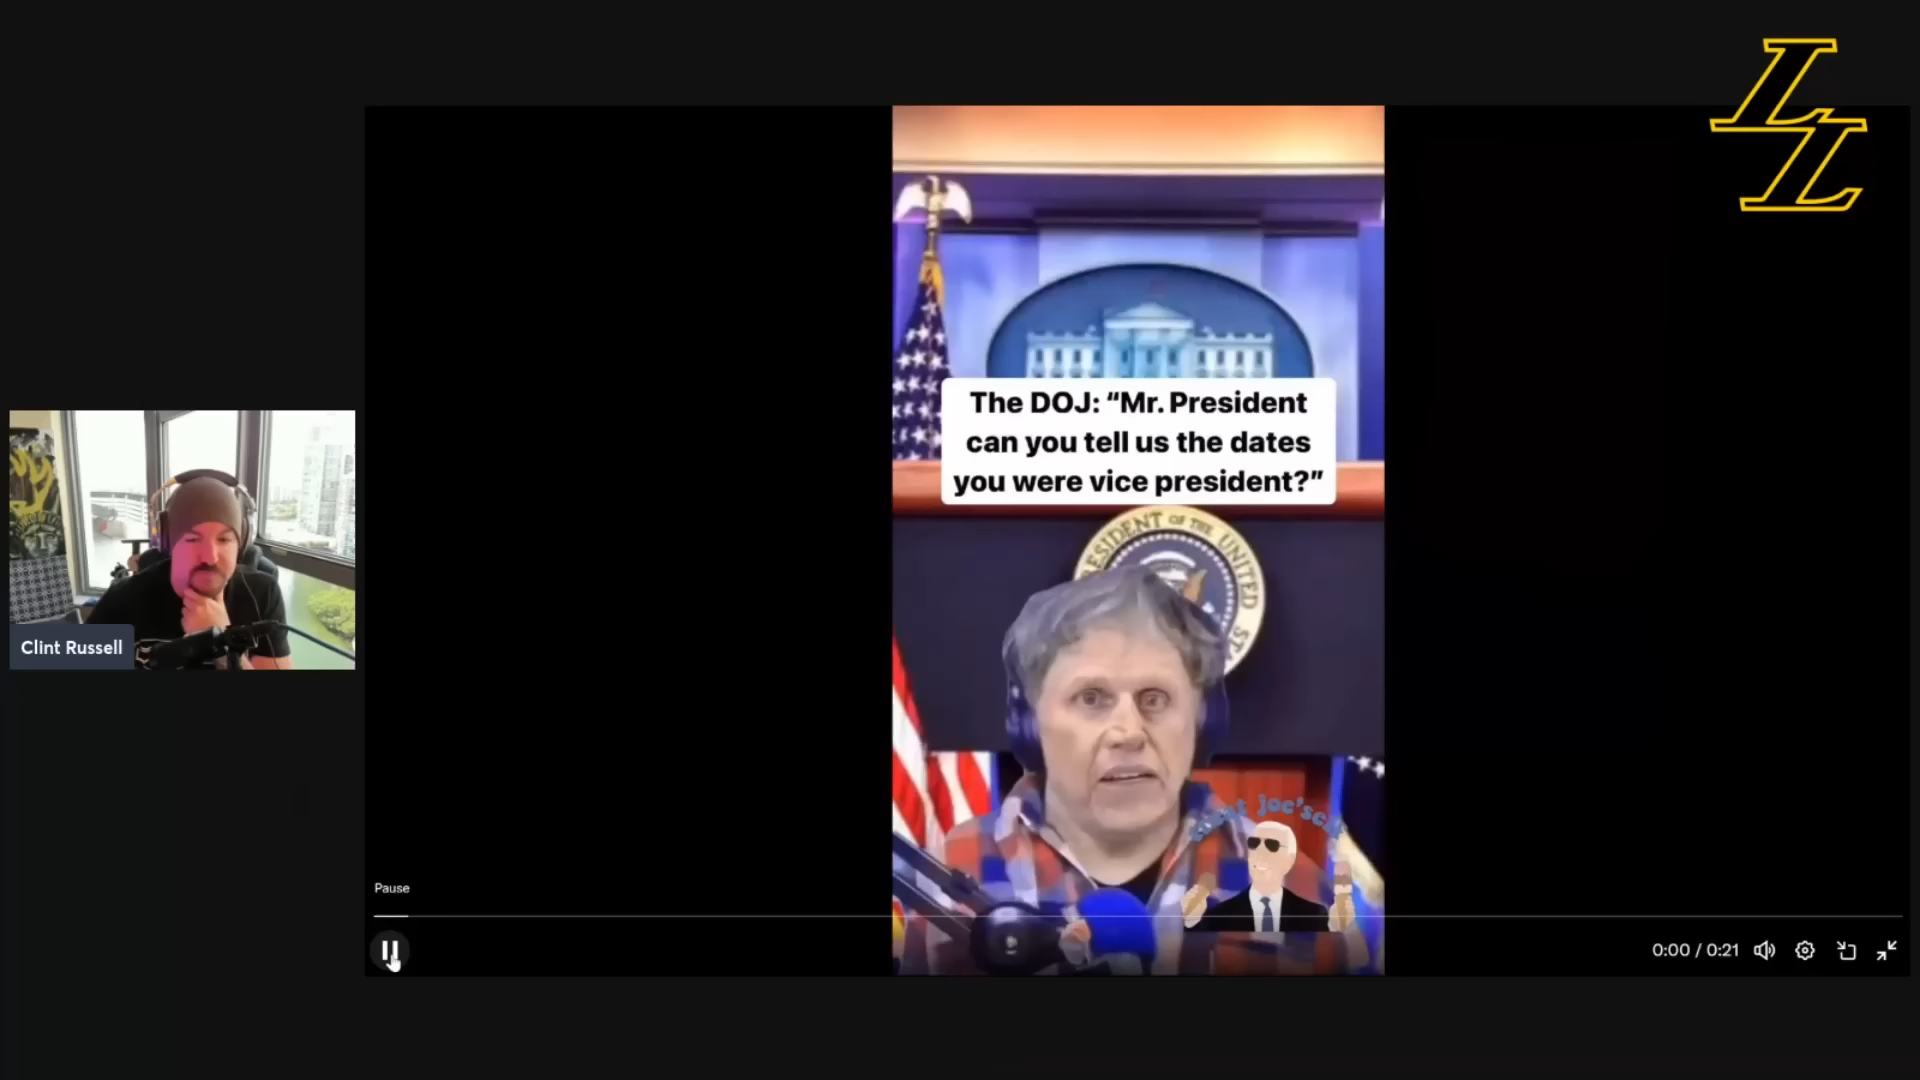 LL
The DOJ: “Mr. President
can you tell us the dates
you were vice president?”
Clint Russell
Pause
0:00 / 0:21